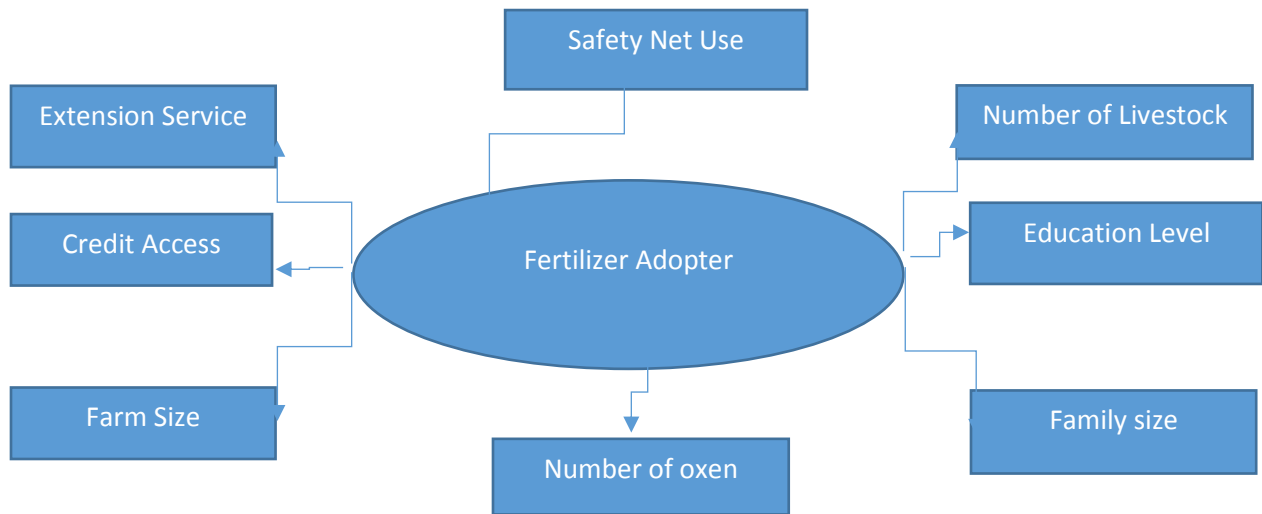 Safety Net Use
Extension Service
Number of Livestock
Credit Access
Education Level
Fertilizer Adopter
Farm Size
Family size
Number of oxen